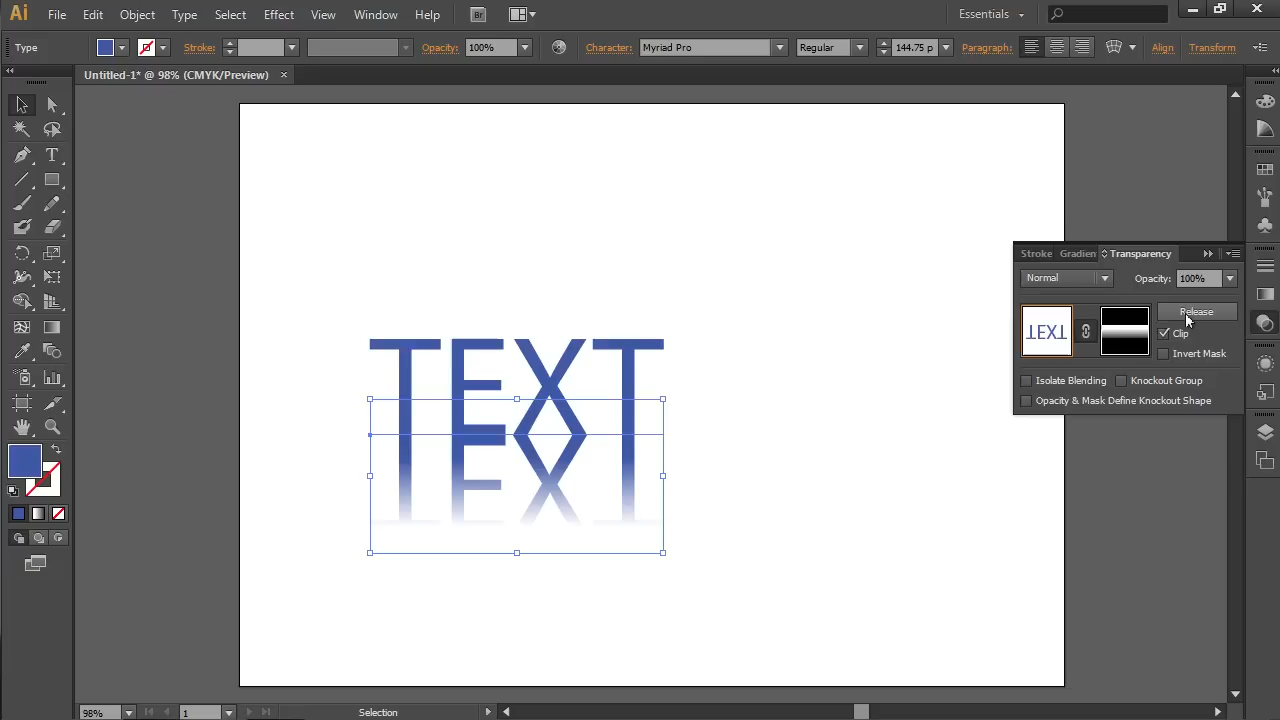 Ai File Edit Object Type Select Effect View Window Help Br Essentials
Type Stroke: Opacity: 100% Character: Myriad Pro Regular 144.75 p Paragraph: Align Transform
Untitled-1* @ 98% (CMYK/Preview)
TEXT
Stroke Gradien Transparency
Normal Opacity: 100%
TEXT Release
Clip
Invert Mask
Isolate Blending Knockout Group
Opacity & Mask Define Knockout Shape
98% 1 Selection